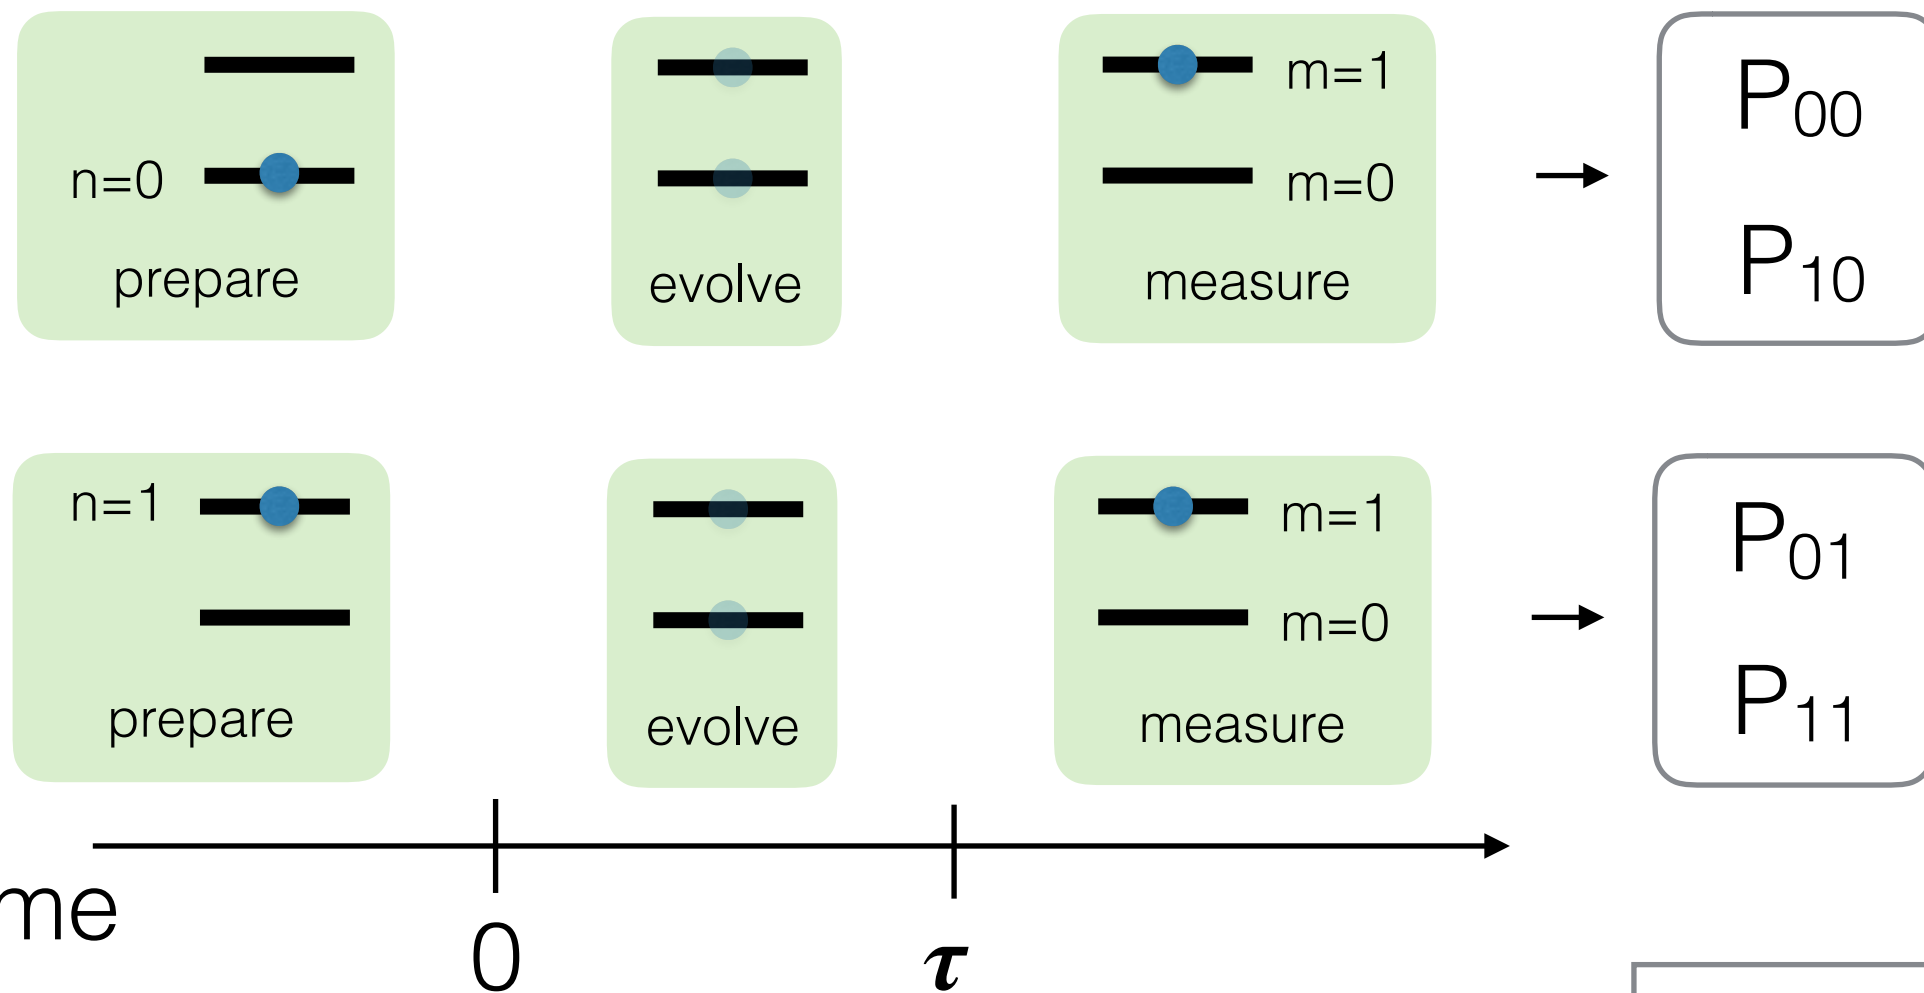 m=1
P₀₀
n=0
m=0
P₁₀
prepare
evolve
measure
n=1
m=1
P₀₁
m=0
P₁₁
prepare
evolve
measure
me
0
τ